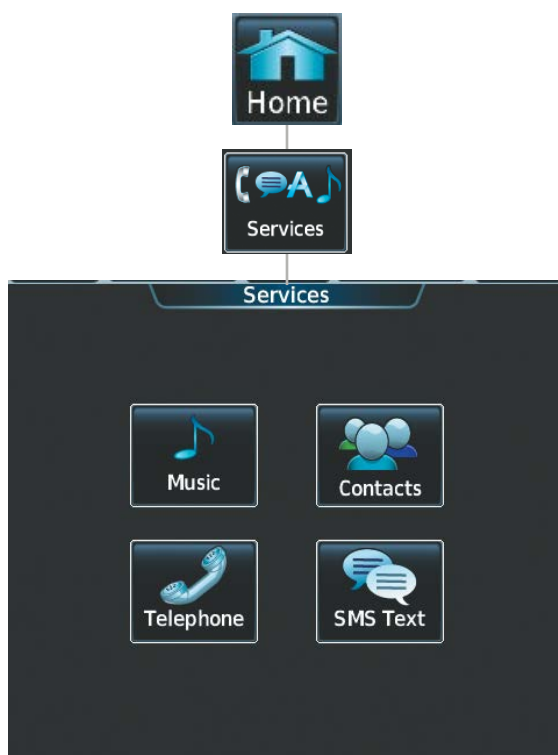 Home
A
Services
Services
Music
Contacts
Telephone
SMS Text